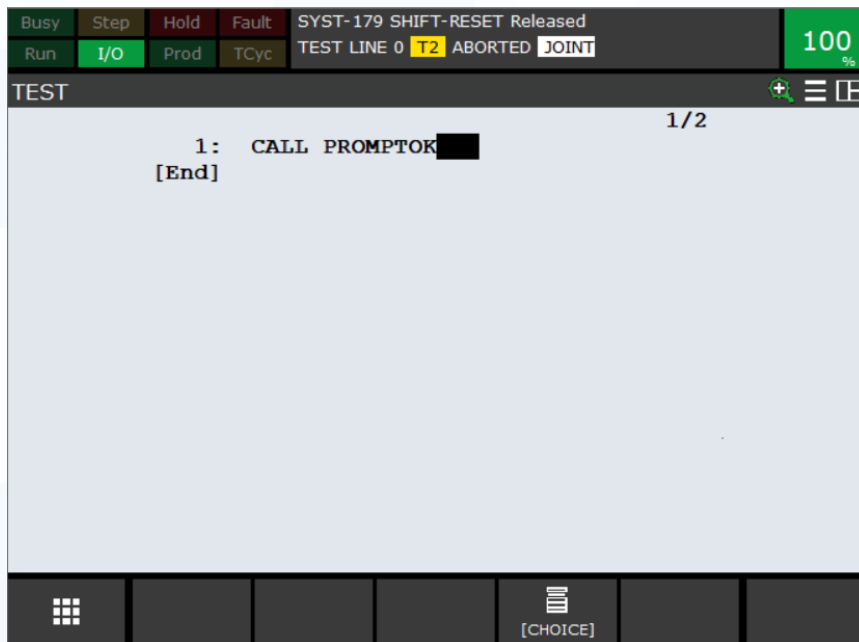 Busy Step Hold Fault SYST-179 SHIFT-RESET Released
Run I/O Prod TCyc TEST LINE 0 T2 ABORTED JOINT
100
%
TEST
1/2
1: CALL PROMPTOK
[End]
[CHOICE]